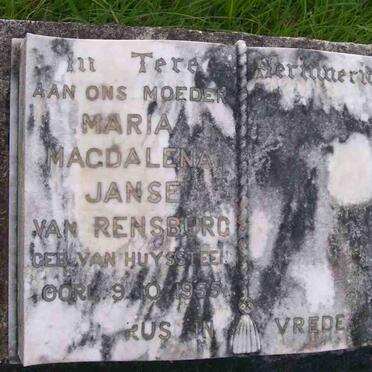 In Tere Herinnering
AAN ONS MOEDER
MARIA
MAGDALENA
JANSE
VAN RENSBURG
GEB. VAN HUYSSTEEN
OORL. 9.10.1955
RUS IN VREDE